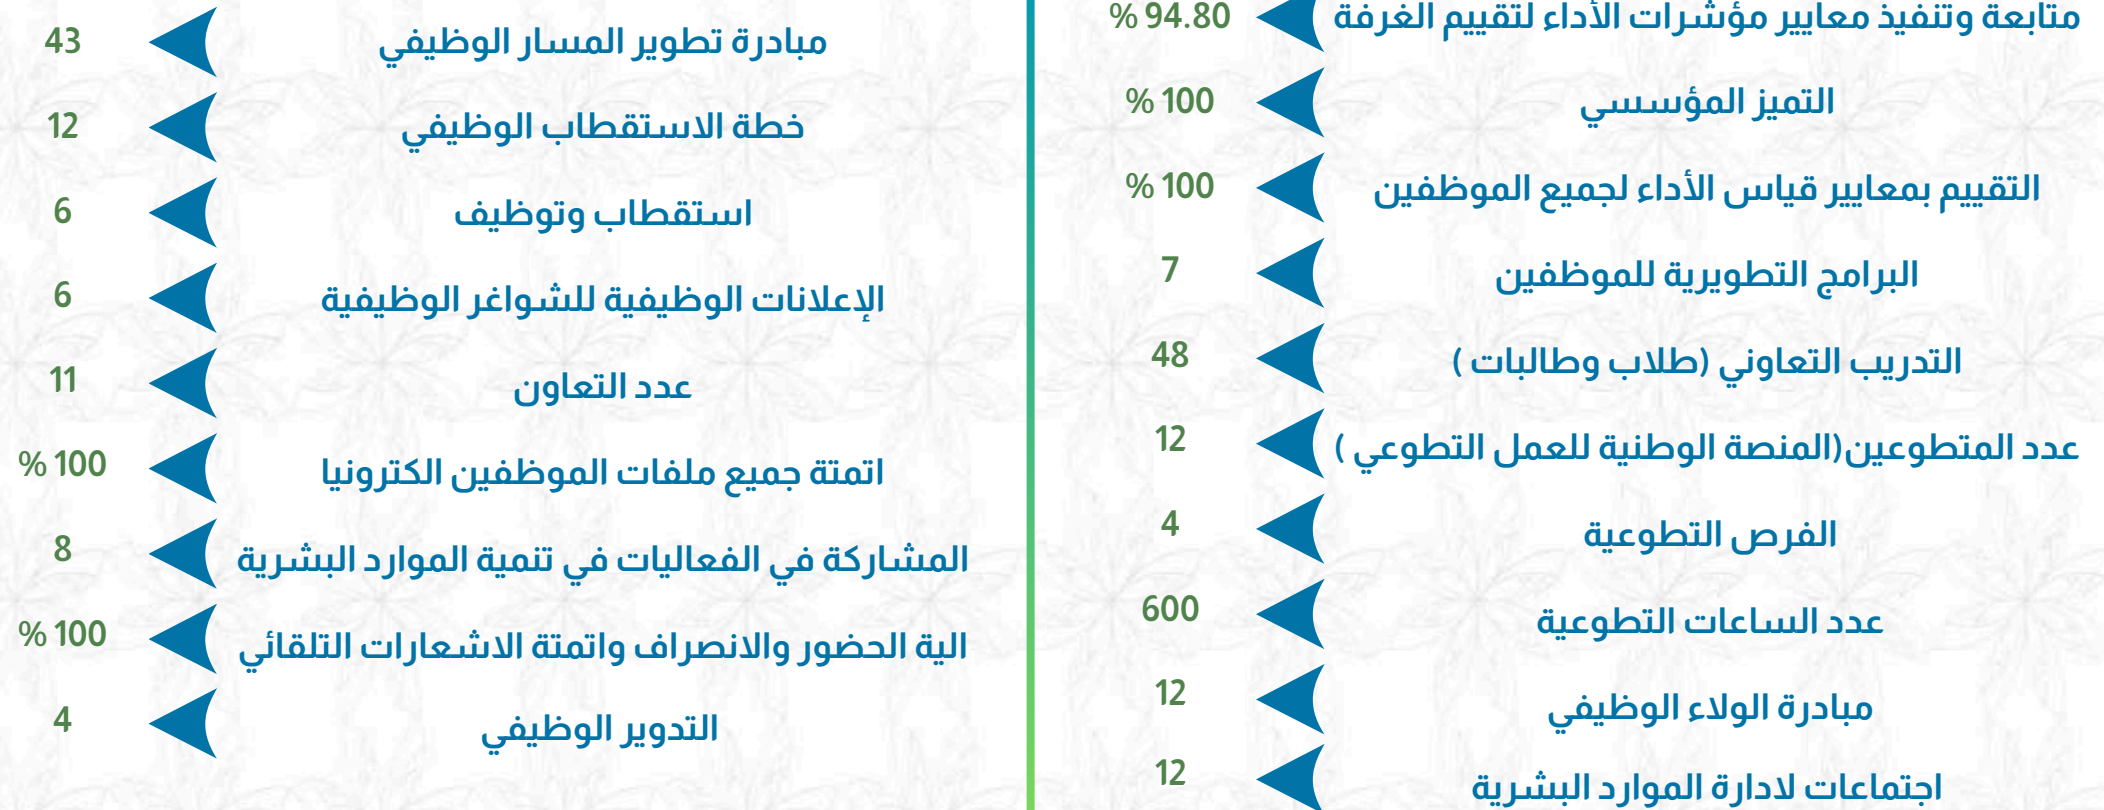 متابعة وتنفيذ معايير مؤشرات الأداء لتقييم الغرفة 94.80 %
التميز المؤسسي 100 %
التقييم بمعايير قياس الأداء لجميع الموظفين 100 %
البرامج التطويرية للموظفين 7
التدريب التعاوني (طلاب وطالبات ) 48
عدد المتطوعين(المنصة الوطنية للعمل التطوعي ) 12
الفرص التطوعية 4
عدد الساعات التطوعية 600
مبادرة الولاء الوظيفي 12
اجتماعات لادارة الموارد البشرية 12
مبادرة تطوير المسار الوظيفي 43
خطة الاستقطاب الوظيفي 12
استقطاب وتوظيف 6
الإعلانات الوظيفية للشواغر الوظيفية 6
عدد التعاون 11
اتمتة جميع ملفات الموظفين الكترونيا 100 %
المشاركة في الفعاليات في تنمية الموارد البشرية 8
الية الحضور والانصراف واتمتة الاشعارات التلقائي 100 %
التدوير الوظيفي 4